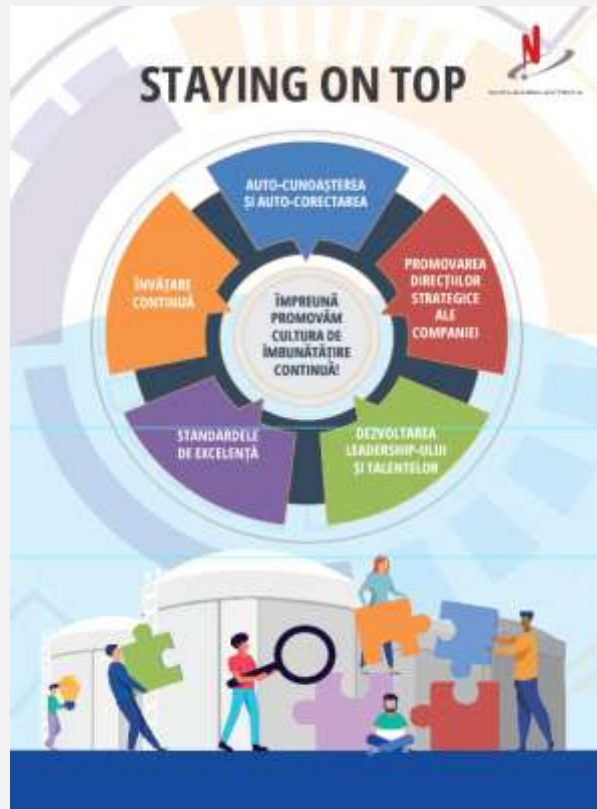 STAYING ON TOP
AUTO-CUNOAȘTEREA
ȘI AUTO-CORECTAREA
PROMOVAREA
DIRECȚIILOR
STRATEGICE
ALE
COMPANIEI
DEZVOLTAREA
LEADERSHIP-ULUI
ȘI TALENTELOR
STANDARDELE
DE EXCELENȚĂ
ÎNVĂȚARE
CONTINUĂ
ÎMPREUNĂ
PROMOVĂM
CULTURA DE
ÎMBUNĂTĂȚIRE
CONTINUĂ!